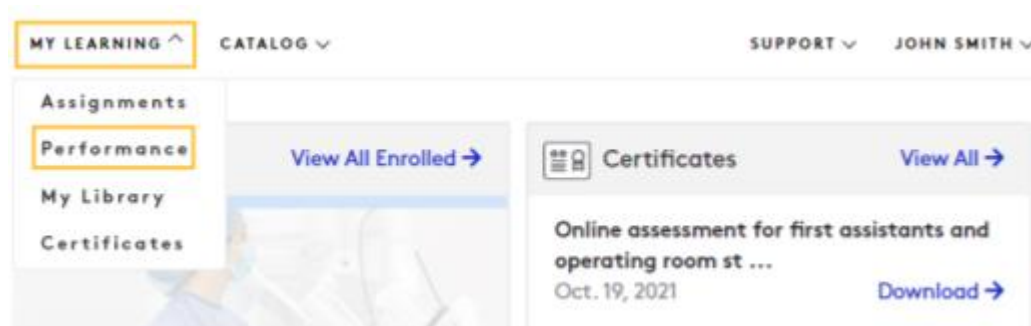 MY LEARNING CATALOG SUPPORT JOHN SMITH
Assignments
Performance
My Library
Certificates
View All Enrolled →
Certificates View All →
Online assessment for first assistants and
operating room st ...
Oct. 19, 2021 Download →